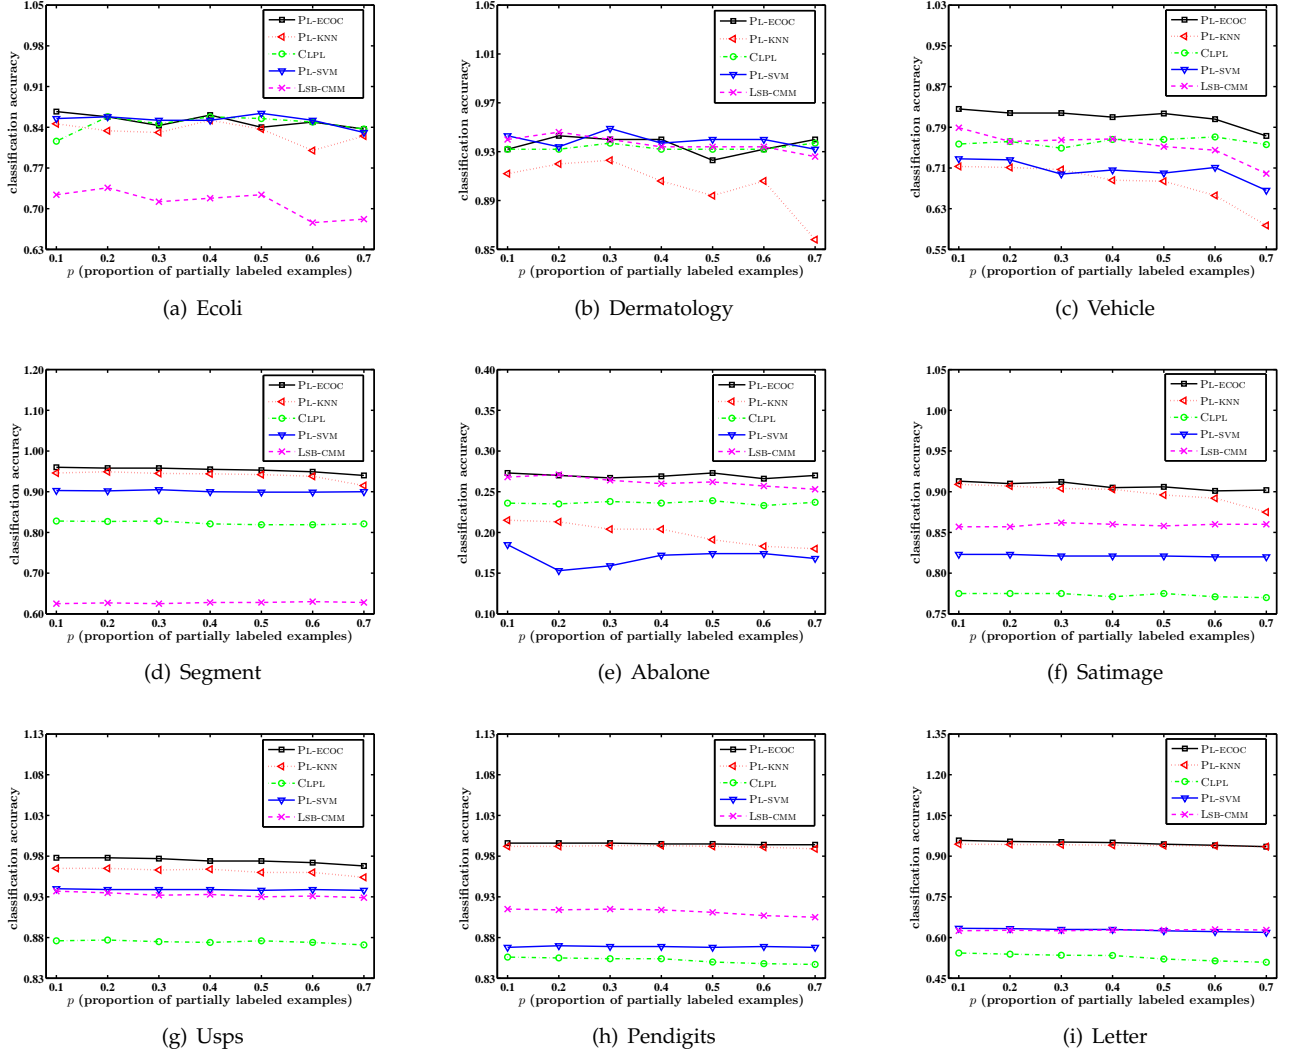 1.05
0.98
0.91
0.84
0.77
0.70
0.63
classification accuracy
PL-ECOC
PL-KNN
CLPL
PL-SVM
LSB-CMM
0.1 0.2 0.3 0.4 0.5 0.6 0.7
p (proportion of partially labeled examples)
(a) Ecoli
1.05
1.01
0.97
0.93
0.89
0.85
classification accuracy
PL-ECOC
PL-KNN
CLPL
PL-SVM
LSB-CMM
0.1 0.2 0.3 0.4 0.5 0.6 0.7
p (proportion of partially labeled examples)
(b) Dermatology
1.03
0.95
0.87
0.79
0.71
0.63
0.55
classification accuracy
PL-ECOC
PL-KNN
CLPL
PL-SVM
LSB-CMM
0.1 0.2 0.3 0.4 0.5 0.6 0.7
p (proportion of partially labeled examples)
(c) Vehicle
1.20
1.10
1.00
0.90
0.80
0.70
0.60
classification accuracy
PL-ECOC
PL-KNN
CLPL
PL-SVM
LSB-CMM
0.1 0.2 0.3 0.4 0.5 0.6 0.7
p (proportion of partially labeled examples)
(d) Segment
0.40
0.30
0.30
0.25
0.20
0.15
0.10
classification accuracy
PL-ECOC
PL-KNN
CLPL
PL-SVM
LSB-CMM
0.1 0.2 0.3 0.4 0.5 0.6 0.7
p (proportion of partially labeled examples)
(e) Abalone
1.05
1.00
0.95
0.90
0.85
0.80
0.75
classification accuracy
PL-ECOC
PL-KNN
CLPL
PL-SVM
LSB-CMM
0.1 0.2 0.3 0.4 0.5 0.6 0.7
p (proportion of partially labeled examples)
(f) Satimage
1.13
1.08
1.03
0.98
0.93
0.88
0.83
classification accuracy
PL-ECOC
PL-KNN
CLPL
PL-SVM
LSB-CMM
0.1 0.2 0.3 0.4 0.5 0.6 0.7
p (proportion of partially labeled examples)
(g) Usps
1.13
1.08
1.03
0.98
0.93
0.88
0.83
classification accuracy
PL-ECOC
PL-KNN
CLPL
PL-SVM
LSB-CMM
0.1 0.2 0.3 0.4 0.5 0.6 0.7
p (proportion of partially labeled examples)
(h) Pendigits
1.35
1.20
1.05
0.90
0.75
0.60
0.45
classification accuracy
PL-ECOC
PL-KNN
CLPL
PL-SVM
LSB-CMM
0.1 0.2 0.3 0.4 0.5 0.6 0.7
p (proportion of partially labeled examples)
(i) Letter